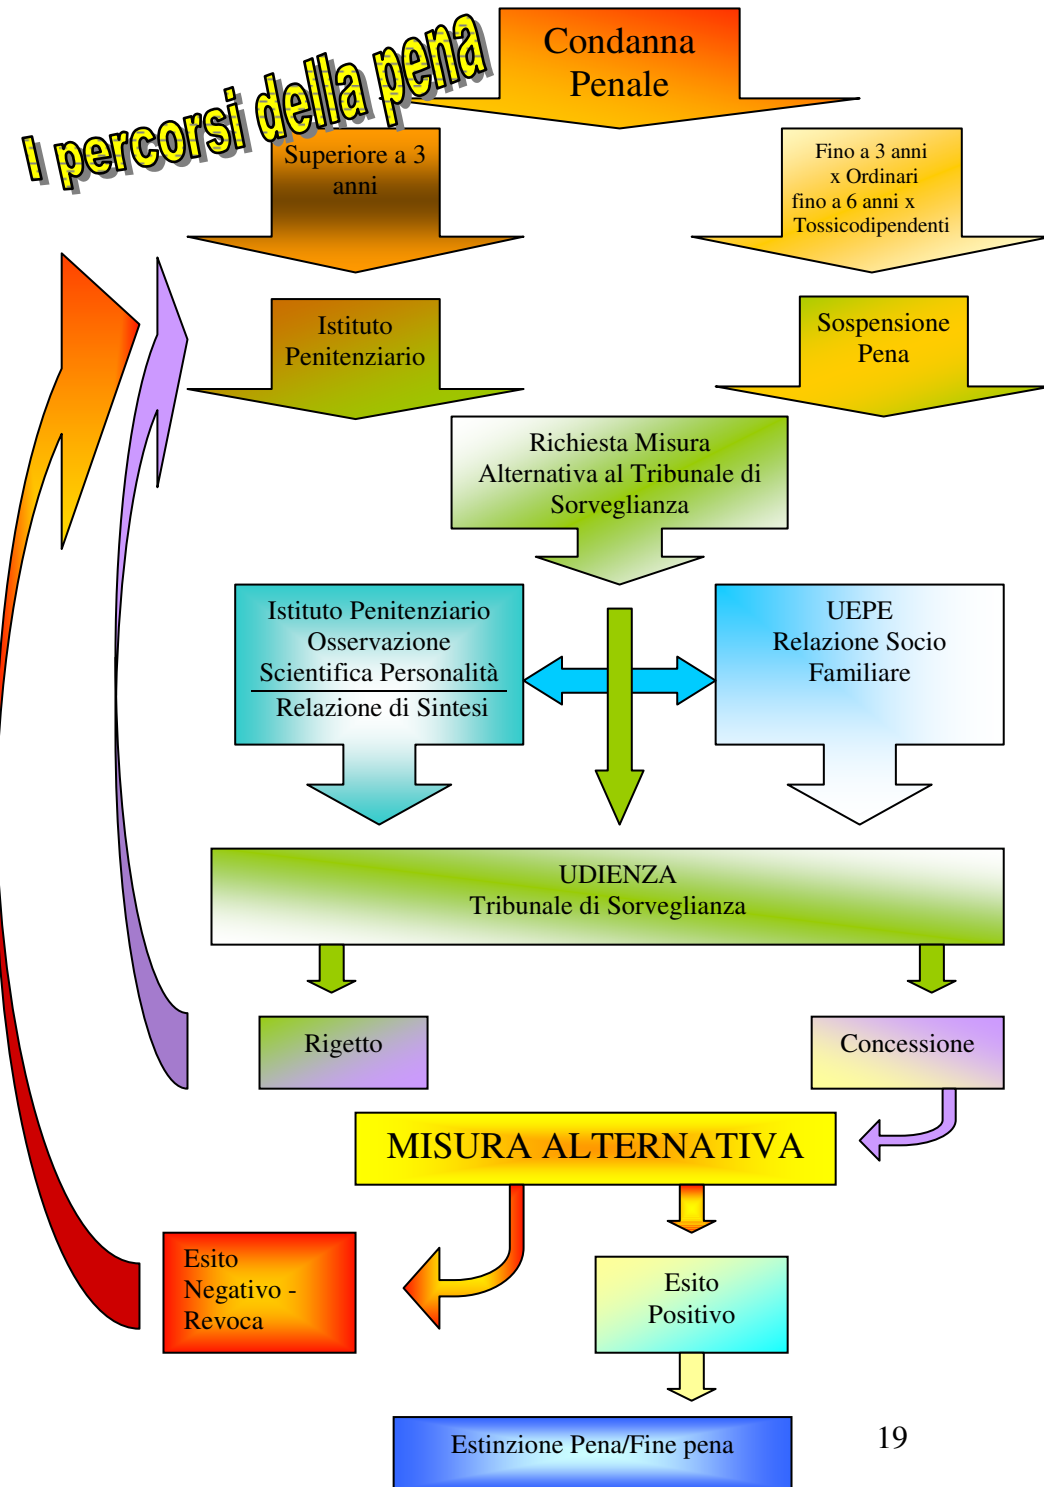 I percorsi della pena
Condanna
Penale
Superiore a 3
anni
Fino a 3 anni
x Ordinari
fino a 6 anni x
Tossicodipendenti
Istituto
Penitenziario
Sospensione
Pena
Richiesta Misura
Alternativa al Tribunale di
Sorveglianza
Istituto Penitenziario
Osservazione
Scientifica Personalità
Relazione di Sintesi
UEPE
Relazione Socio
Familiare
UDIENZA
Tribunale di Sorveglianza
Rigetto
Concessione
MISURA ALTERNATIVA
Esito
Negativo -
Revoca
Esito
Positivo
Estinzione Pena/Fine pena
19